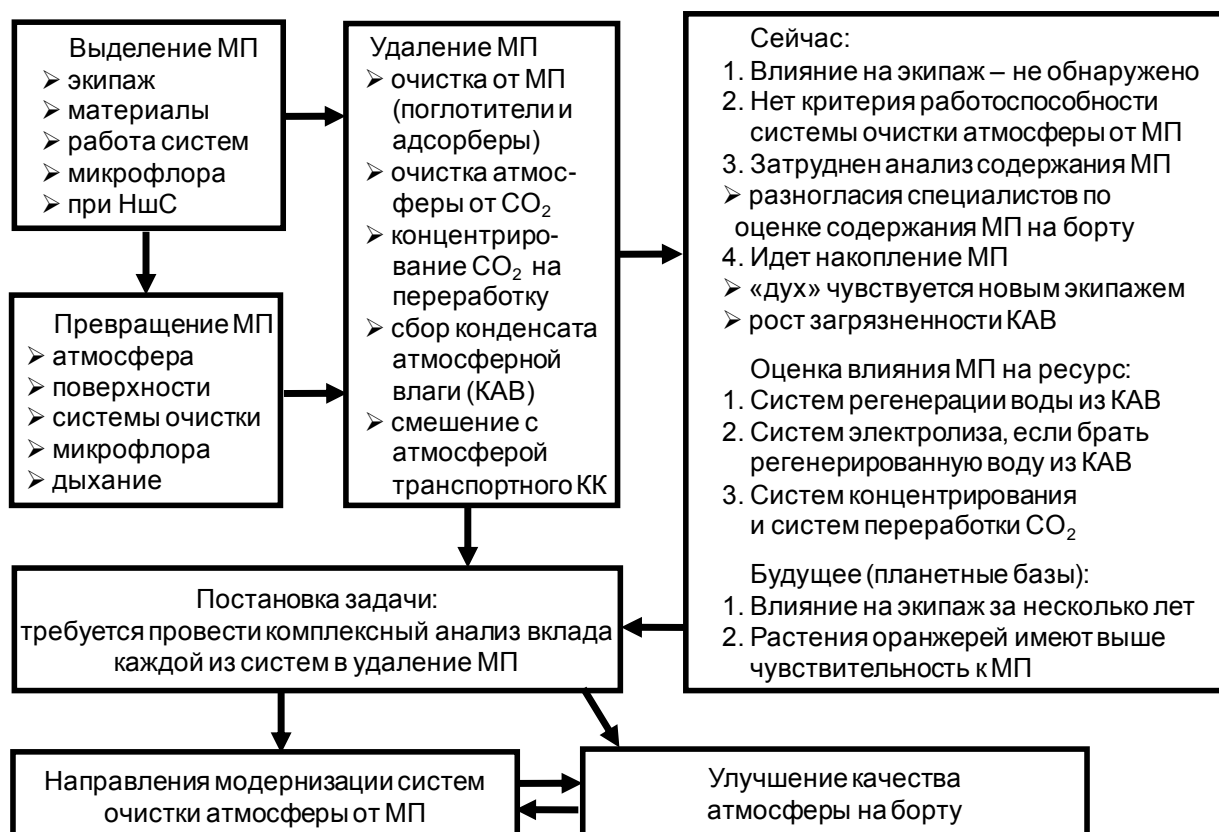 Выделение МП
➢ экипаж
➢ материалы
➢ работа систем
➢ микрофлора
➢ при НшС
Превращение МП
➢ атмосфера
➢ поверхности
➢ системы очистки
➢ микрофлора
➢ дыхание
Удаление МП
➢ очистка от МП
(поглотители и
адсорберы)
➢ очистка атмос-
феры от CO₂
➢ концентриро-
вание CO₂ на
переработку
➢ сбор конденсата
атмосферной
влаги (КАВ)
➢ смешение с
атмосферой
транспортного КК
Сейчас:
1. Влияние на экипаж – не обнаружено
2. Нет критерия работоспособности
системы очистки атмосферы от МП
3. Затруднен анализ содержания МП
➢ разногласия специалистов по
оценке содержания МП на борту
4. Идет накопление МП
➢ «дух» чувствуется новым экипажем
➢ рост загрязненности КАВ
Оценка влияния МП на ресурс:
1. Систем регенерации воды из КАВ
2. Систем электролиза, если брать
регенерированную воду из КАВ
3. Систем концентрирования
и систем переработки CO₂
Будущее (планетные базы):
1. Влияние на экипаж за несколько лет
2. Растения оранжерей имеют выше
чувствительность к МП
Постановка задачи:
требуется провести комплексный анализ вклада
каждой из систем в удаление МП
Направления модернизации систем
очистки атмосферы от МП
Улучшение качества
атмосферы на борту